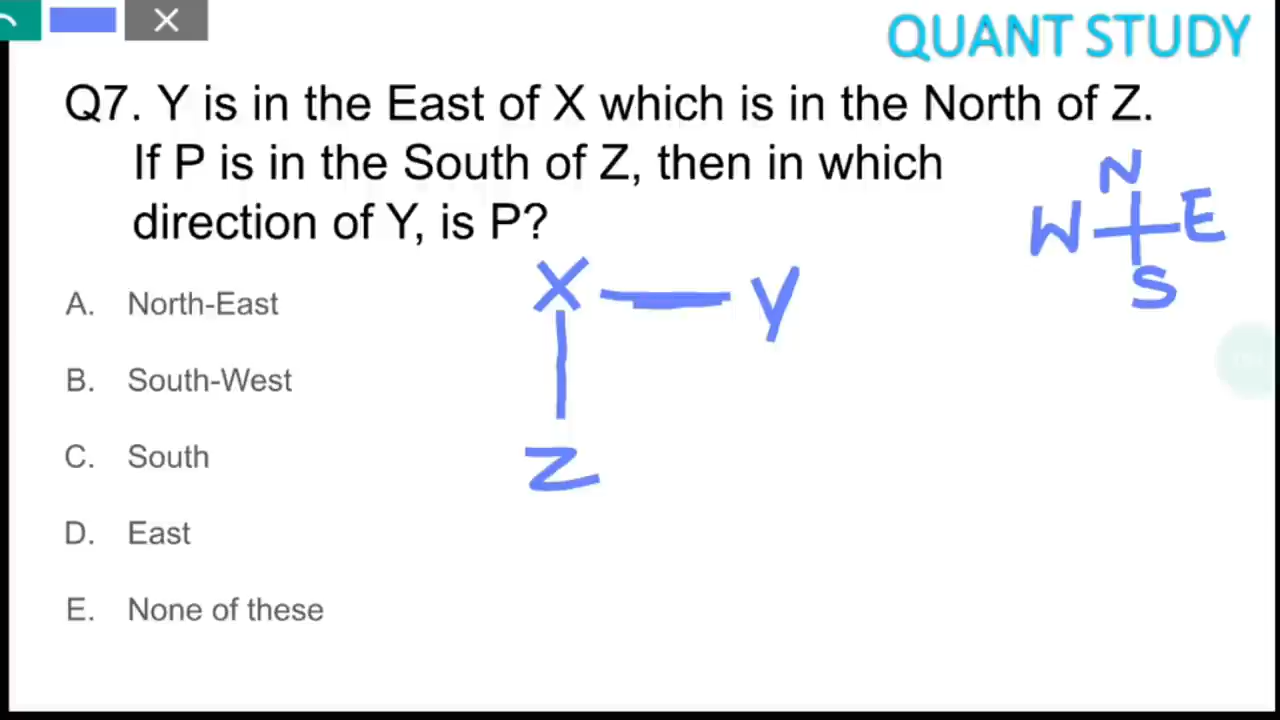 QUANT STUDY
Q7. Y is in the East of X which is in the North of Z.
If P is in the South of Z, then in which
direction of Y, is P?
N
W E
S
X Y
Z
A. North-East
B. South-West
C. South
D. East
E. None of these